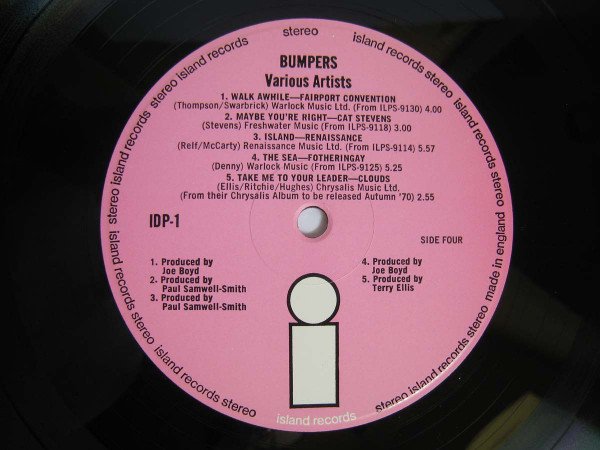 stereo island records stereo island records stereo island records stereo island records stereo island records stereo island records stereo made in england
BUMPERS
Various Artists
1. WALK AWHILE—FAIRPORT CONVENTION
(Thompson/Swarbrick) Warlock Music Ltd. (From ILPS-9130) 4.00
2. MAYBE YOU'RE RIGHT—CAT STEVENS
(Stevens) Freshwater Music (From ILPS-9118) 3.00
3. ISLAND—RENAISSANCE
(Relf/McCarty) Renaissance Music Ltd. (From ILPS-9114) 5.57
4. THE SEA—FOTHERINGAY
(Denny) Warlock Music (From ILPS-9125) 5.25
5. TAKE ME TO YOUR LEADER—CLOUDS
(Ellis/Ritchie/Hughes) Chrysalis Music Ltd.
(From their Chrysalis Album to be released Autumn '70) 2.55
IDP-1
SIDE FOUR
1. Produced by
Joe Boyd
2. Produced by
Paul Samwell-Smith
3. Produced by
Paul Samwell-Smith
4. Produced by
Joe Boyd
5. Produced by
Terry Ellis
i
island records